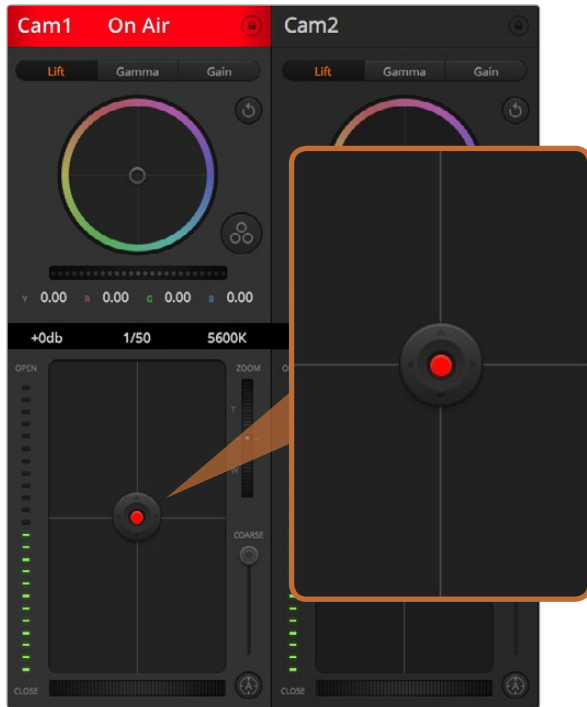 Cam1 On Air
Lift Gamma Gain
Y 0.00 R 0.00 G 0.00 B 0.00
+0db 1/50 5600K
OPEN ZOOM
T
W
COARSE
CLOSE
A
Cam2
Lift Gamma Gain
CLOSE
A